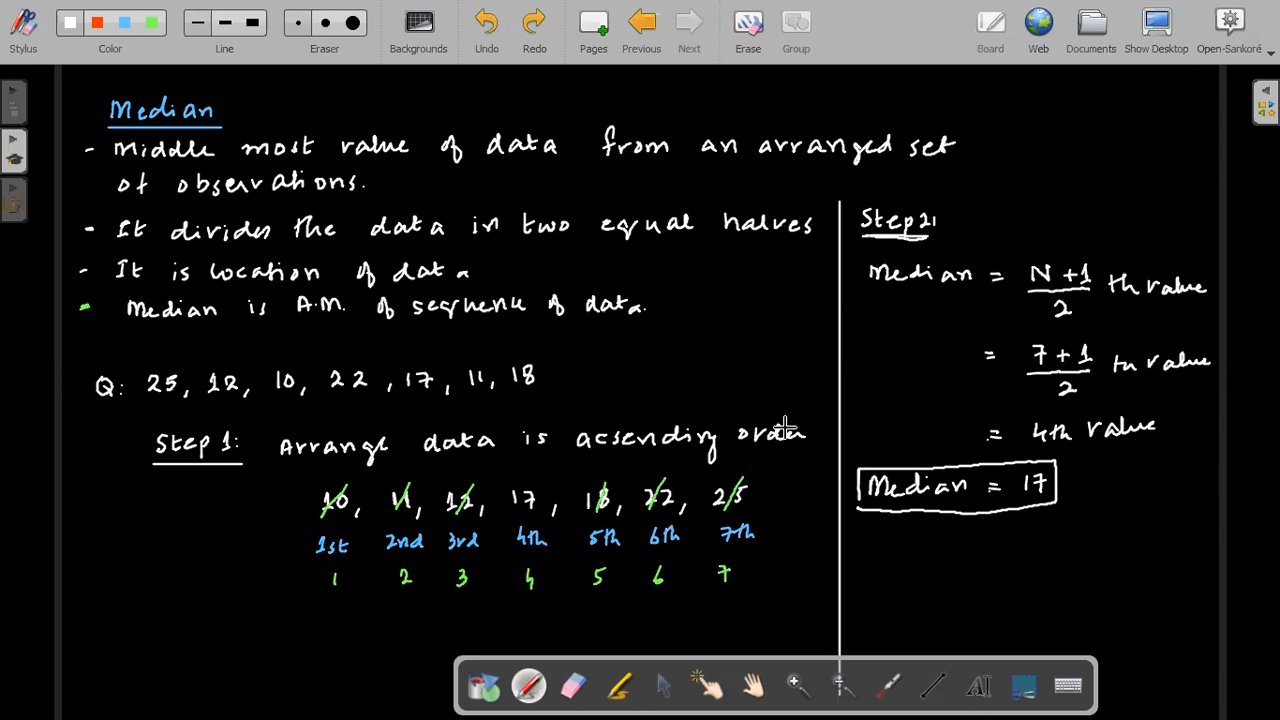 Stylus Color Line Eraser Backgrounds Undo Redo Pages Previous Next Erase Group Board Web Documents Show Desktop Open-Sankoré
Median
- Middle most value of data from an arranged set
of observations.
- It divides the data in two equal halves
- It is location of data
- Median is A.M. of sequence of data.
Q: 25, 12, 10, 22, 17, 11, 18
Step 1: Arrange data is acsending order
10, 11, 12, 17, 18, 22, 25
1st 2nd 3rd 4th 5th 6th 7th
1 2 3 4 5 6 7
Step 2:
Median = N+1/2 th value
= 7+1/2 th value
= 4th value
Median = 17
AI